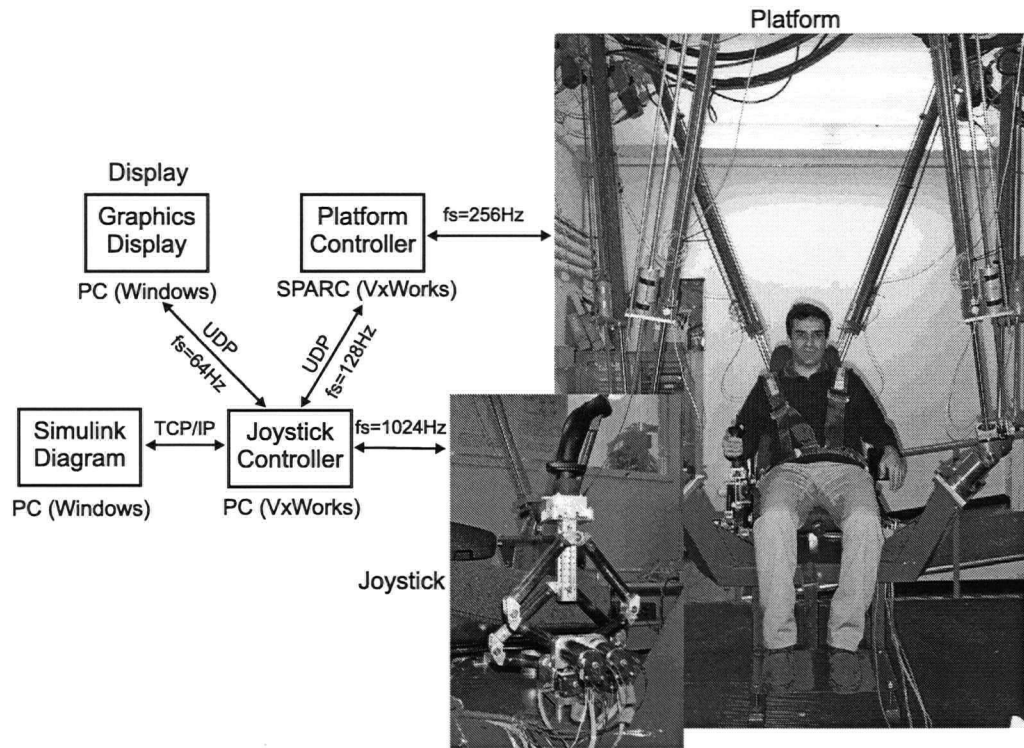 Platform
Display
Graphics
Display
PC (Windows)
Platform
Controller
SPARC (VxWorks)
fs=256Hz
UDP
fs=64Hz
UDP
fs=128Hz
Simulink
Diagram
PC (Windows)
TCP/IP
Joystick
Controller
PC (VxWorks)
fs=1024Hz
Joystick